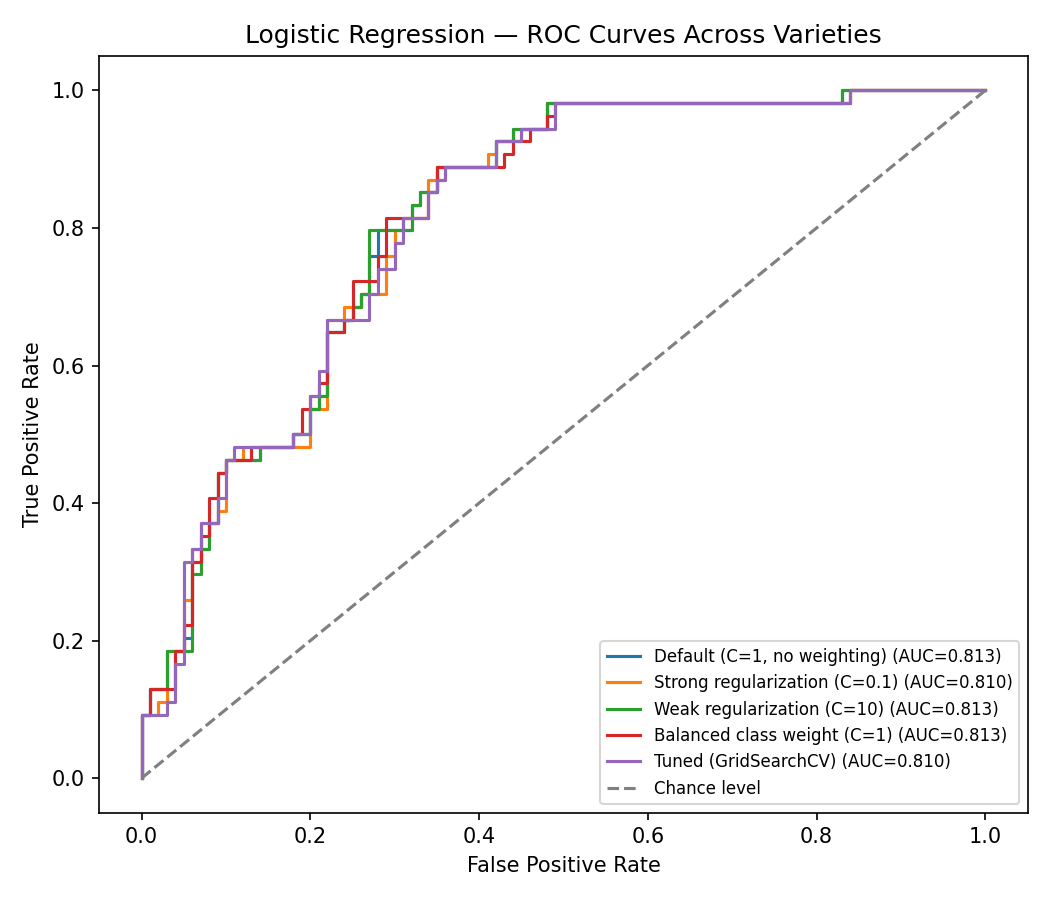 Logistic Regression — ROC Curves Across Varieties
True Positive Rate
1.0
0.8
0.6
0.4
0.2
0.0
Default (C=1, no weighting) (AUC=0.813)
Strong regularization (C=0.1) (AUC=0.810)
Weak regularization (C=10) (AUC=0.813)
Balanced class weight (C=1) (AUC=0.813)
Tuned (GridSearchCV) (AUC=0.810)
Chance level
0.0 0.2 0.4 0.6 0.8 1.0
False Positive Rate